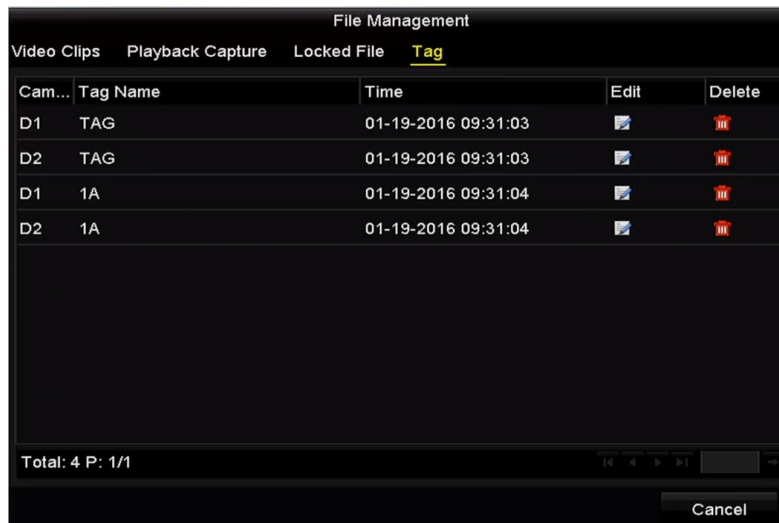 File Management
Video Clips Playback Capture Locked File Tag
Cam... Tag Name Time Edit Delete
D1 TAG 01-19-2016 09:31:03
D2 TAG 01-19-2016 09:31:03
D1 1A 01-19-2016 09:31:04
D2 1A 01-19-2016 09:31:04
Total: 4 P: 1/1
Cancel